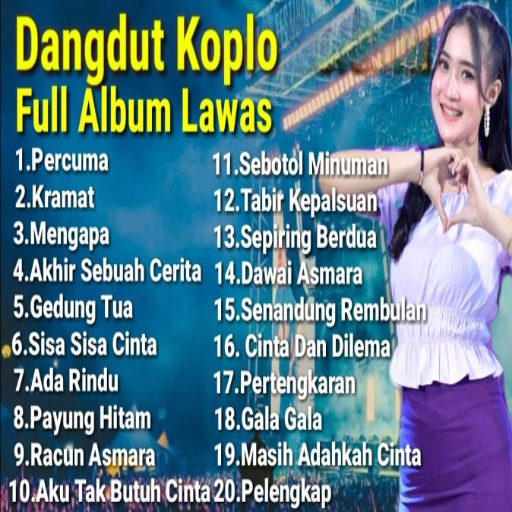 Dangdut Koplo
Full Album Lawas
1.Percuma
2.Kramat
3.Mengapa
4.Akhir Sebuah Cerita
5.Gedung Tua
6.Sisa Sisa Cinta
7.Ada Rindu
8.Payung Hitam
9.Racun Asmara
10.Aku Tak Butuh Cinta
11.Sebotol Minuman
12.Tabir Kepalsuan
13.Sepiring Berdua
14.Dawai Asmara
15.Senandung Rembulan
16. Cinta Dan Dilema
17.Pertengkaran
18.Gala Gala
19.Masih Adahkah Cinta
20.Pelengkap